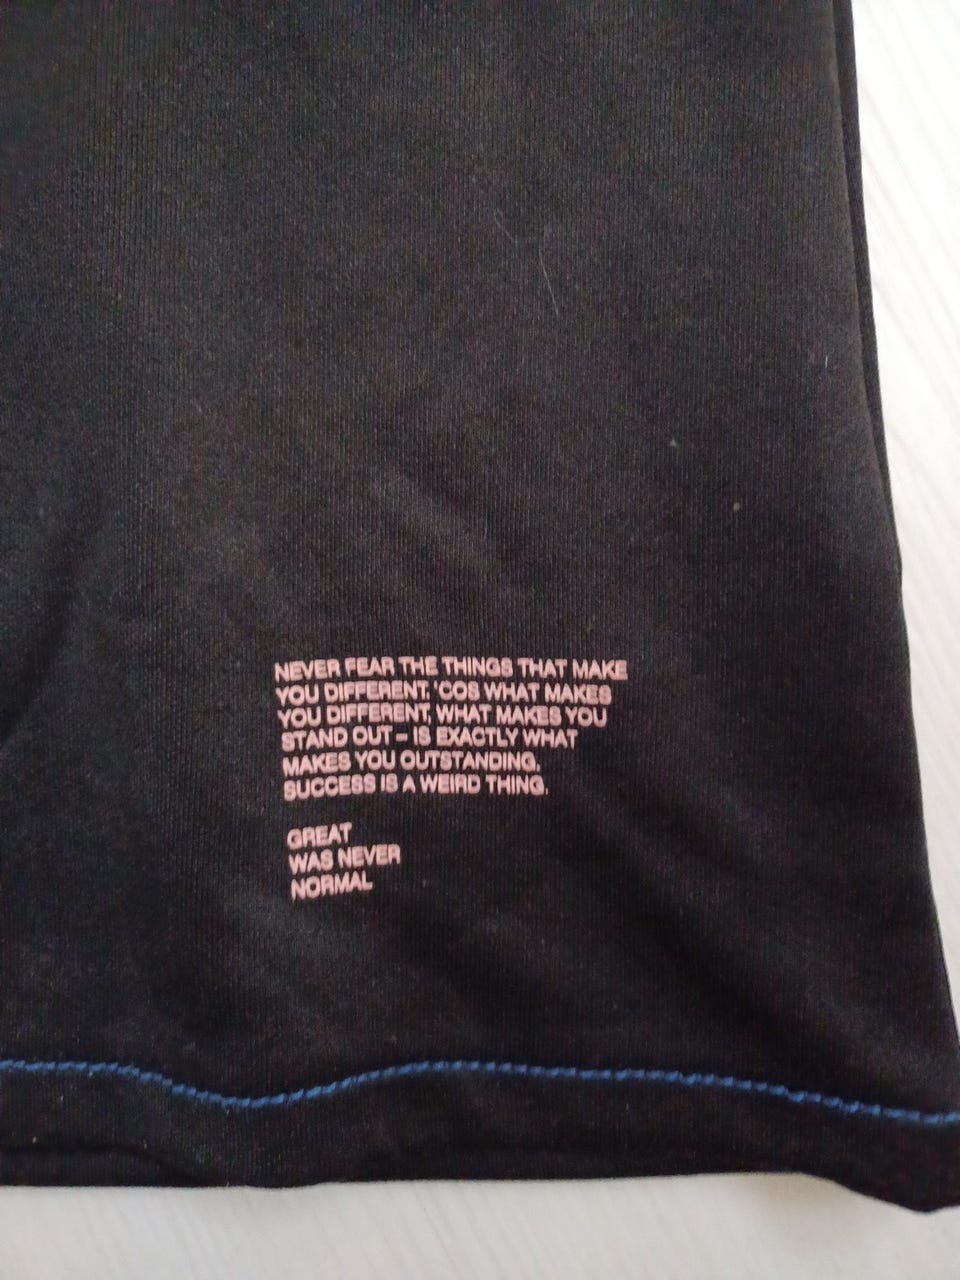 NEVER FEAR THE THINGS THAT MAKE
YOU DIFFERENT. 'COS WHAT MAKES
YOU DIFFERENT, WHAT MAKES YOU
STAND OUT – IS EXACTLY WHAT
MAKES YOU OUTSTANDING.
SUCCESS IS A WEIRD THING.
GREAT
WAS NEVER
NORMAL